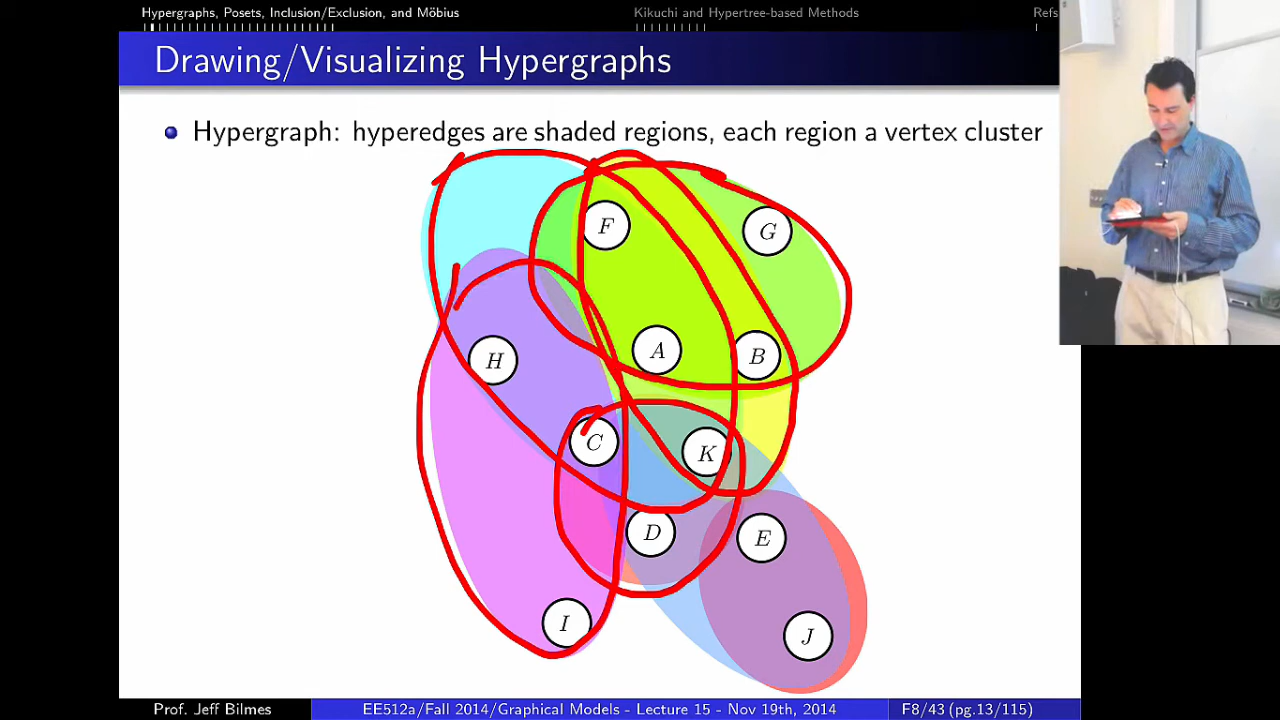 Hypergraphs, Posets, Inclusion/Exclusion, and Möbius
Kikuchi and Hypertree-based Methods
Refs
Drawing/Visualizing Hypergraphs
Hypergraph: hyperedges are shaded regions, each region a vertex cluster
F
G
A
B
H
C
K
D
E
I
J
Prof. Jeff Bilmes
EE512a/Fall 2014/Graphical Models - Lecture 15 - Nov 19th, 2014
F8/43 (pg.13/115)